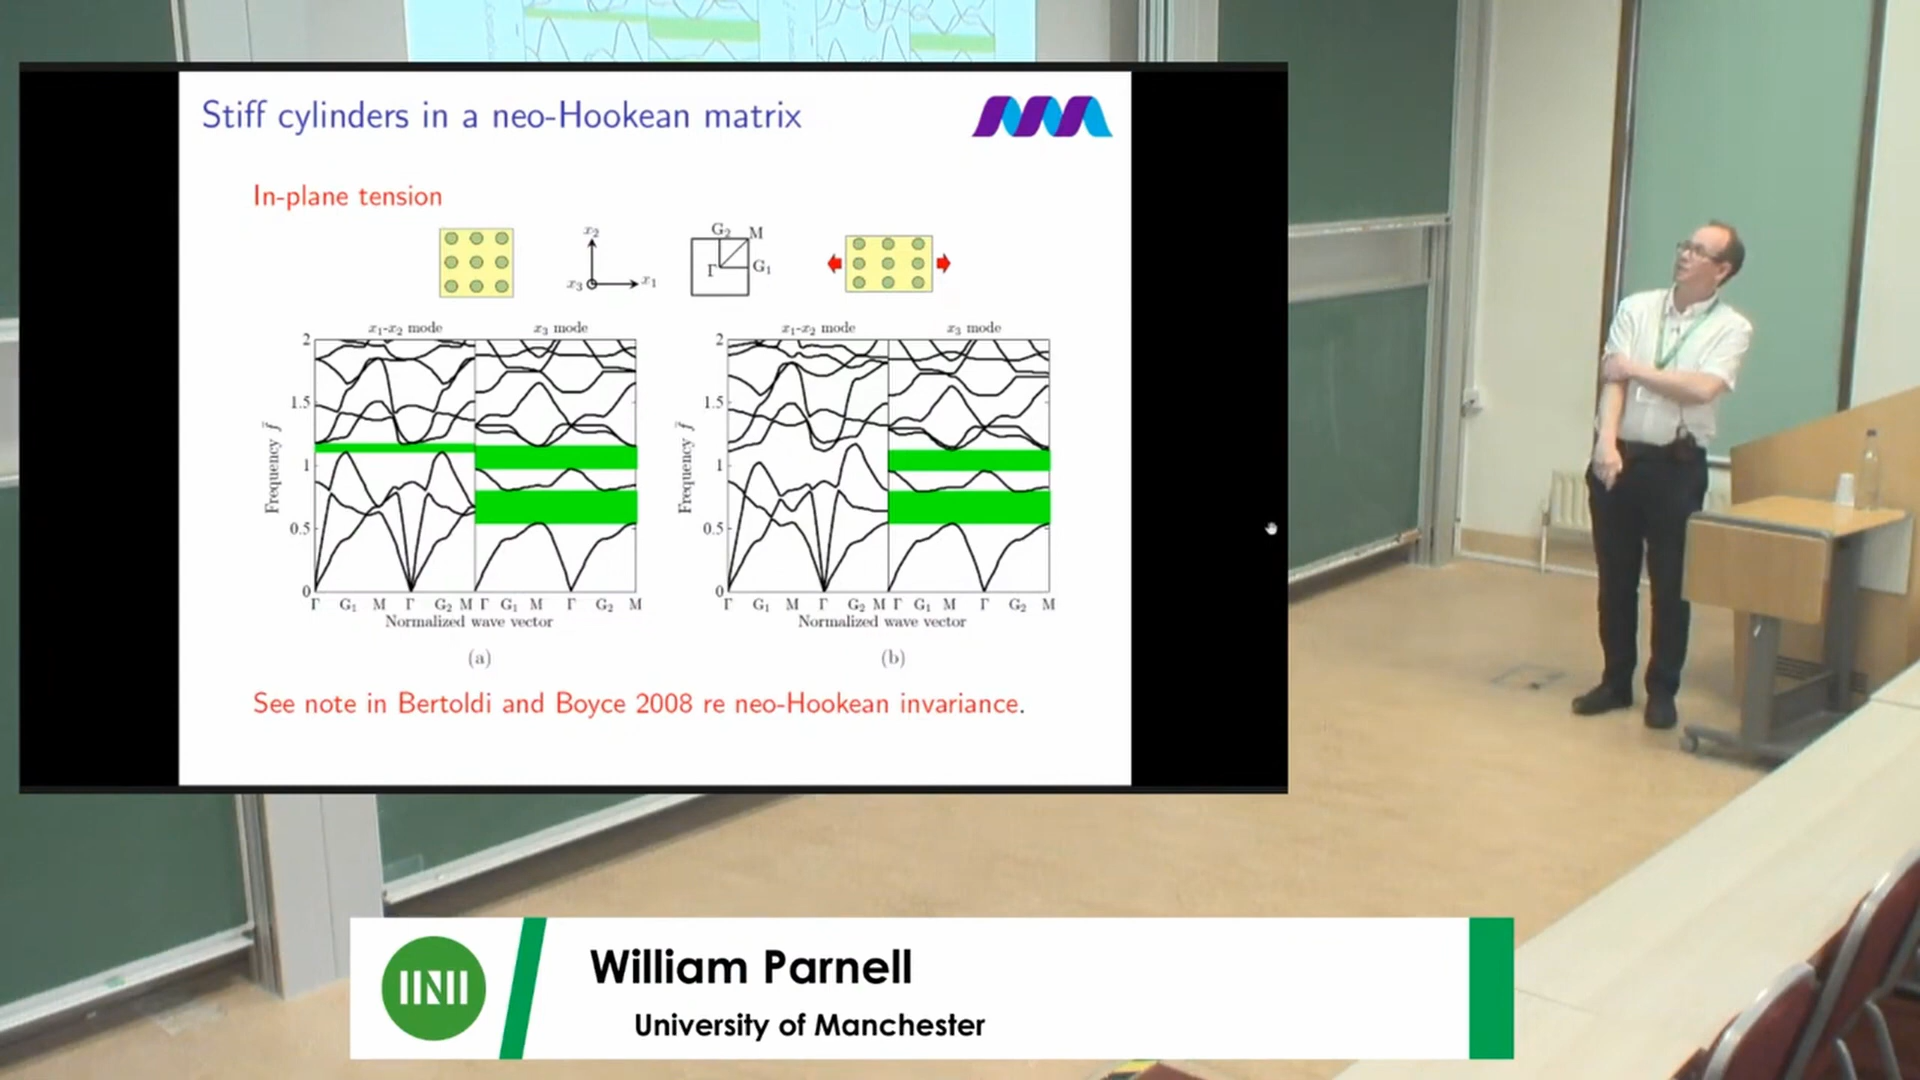 Stiff cylinders in a neo-Hookean matrix
In-plane tension
x₂
x₃
x₁
G₂
M
Γ
G₁
x₁-x₂ mode
x₃ mode
x₁-x₂ mode
x₃ mode
2
1.5
1
0.5
0
Frequency f̄
Γ G₁ M Γ G₂ M Γ G₁ M Γ G₂ M
Normalized wave vector
(a)
2
1.5
1
0.5
0
Frequency f̄
Γ G₁ M Γ G₂ M Γ G₁ M Γ G₂ M
Normalized wave vector
(b)
See note in Bertoldi and Boyce 2008 re neo-Hookean invariance.
William Parnell
University of Manchester